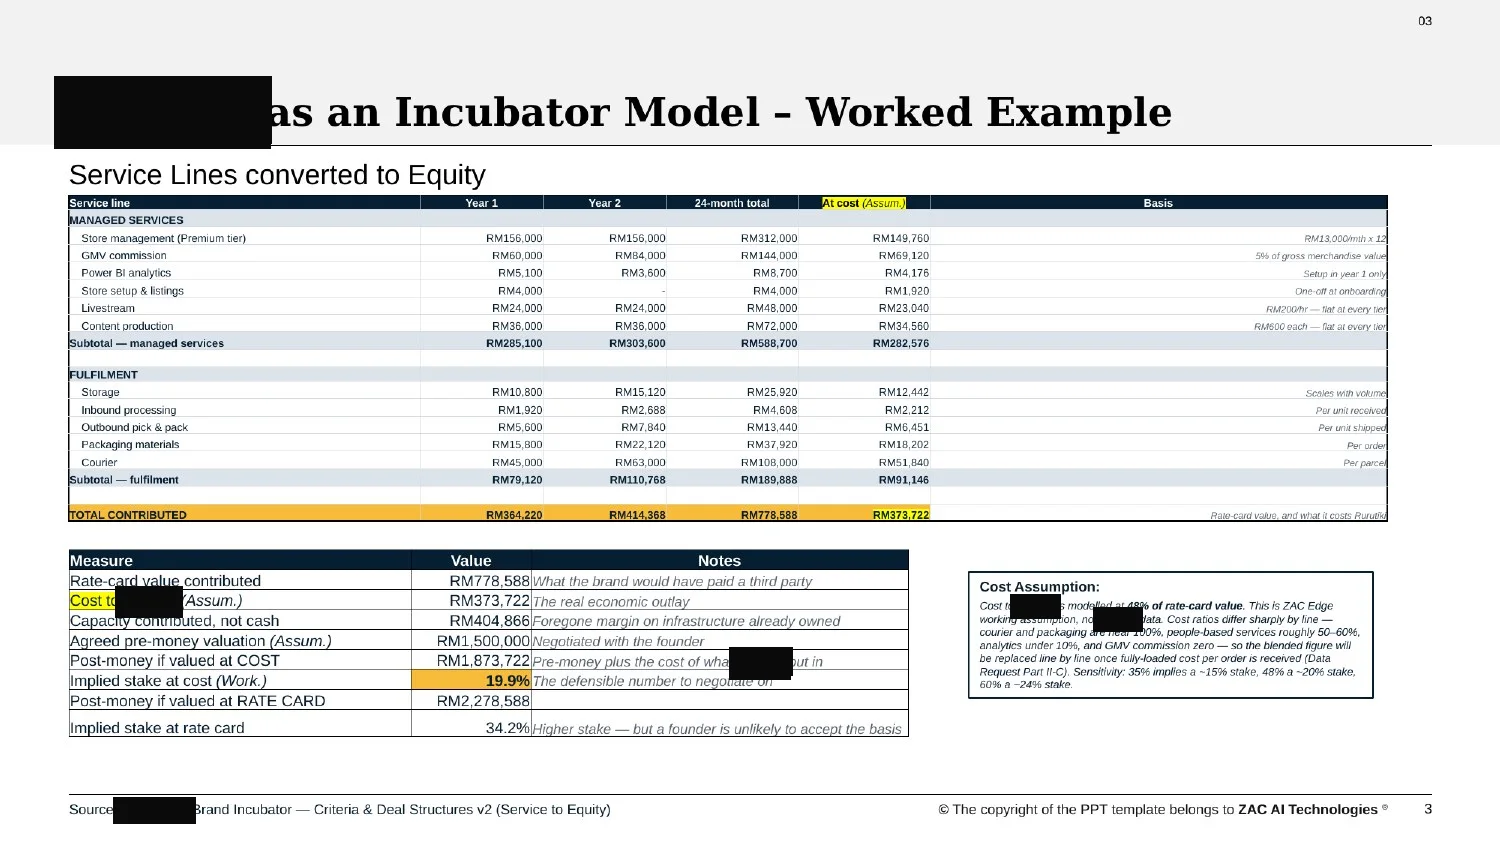 03
as an Incubator Model – Worked Example
Service Lines converted to Equity
Service line Year 1 Year 2 24-month total At cost (Assum.) Basis
MANAGED SERVICES
Store management (Premium tier) RM156,000 RM156,000 RM312,000 RM149,760 RM13,000/mth x 12
GMV commission RM60,000 RM84,000 RM144,000 RM69,120 5% of gross merchandise value
Power BI analytics RM5,100 RM3,600 RM8,700 RM4,176 Setup in year 1 only
Store setup & listings RM4,000 - RM4,000 RM1,920 One-off at onboarding
Livestream RM24,000 RM24,000 RM48,000 RM23,040 RM200/hr — flat at every tier
Content production RM36,000 RM36,000 RM72,000 RM34,560 RM600 each — flat at every tier
Subtotal — managed services RM285,100 RM303,600 RM588,700 RM282,576
FULFILMENT
Storage RM10,800 RM15,120 RM25,920 RM12,442 Scales with volume
Inbound processing RM1,920 RM2,688 RM4,608 RM2,212 Per unit received
Outbound pick & pack RM5,600 RM7,840 RM13,440 RM6,451 Per unit shipped
Packaging materials RM15,800 RM22,120 RM37,920 RM18,202 Per order
Courier RM45,000 RM63,000 RM108,000 RM51,840 Per parcel
Subtotal — fulfilment RM79,120 RM110,768 RM189,888 RM91,146
TOTAL CONTRIBUTED RM364,220 RM414,368 RM778,588 RM373,722 Rate-card value, and what it costs Rurutiki
Measure Value Notes
Rate-card value contributed RM778,588 What the brand would have paid a third party
Cost to (Assum.) RM373,722 The real economic outlay
Capacity contributed, not cash RM404,866 Foregone margin on infrastructure already owned
Agreed pre-money valuation (Assum.) RM1,500,000 Negotiated with the founder
Post-money if valued at COST RM1,873,722 Pre-money plus the cost of what put in
Implied stake at cost (Work.) 19.9% The defensible number to negotiate on
Post-money if valued at RATE CARD RM2,278,588
Implied stake at rate card 34.2% Higher stake — but a founder is unlikely to accept the basis
Cost Assumption:
Cost to is modelled at 48% of rate-card value. This is ZAC Edge
working assumption, not data. Cost ratios differ sharply by line —
courier and packaging are near 100%, people-based services roughly 50–60%,
analytics under 10%, and GMV commission zero — so the blended figure will
be replaced line by line once fully-loaded cost per order is received (Data
Request Part II-C). Sensitivity: 35% implies a ~15% stake, 48% a ~20% stake,
60% a ~24% stake.
Source Brand Incubator — Criteria & Deal Structures v2 (Service to Equity)
© The copyright of the PPT template belongs to ZAC AI Technologies ®
3